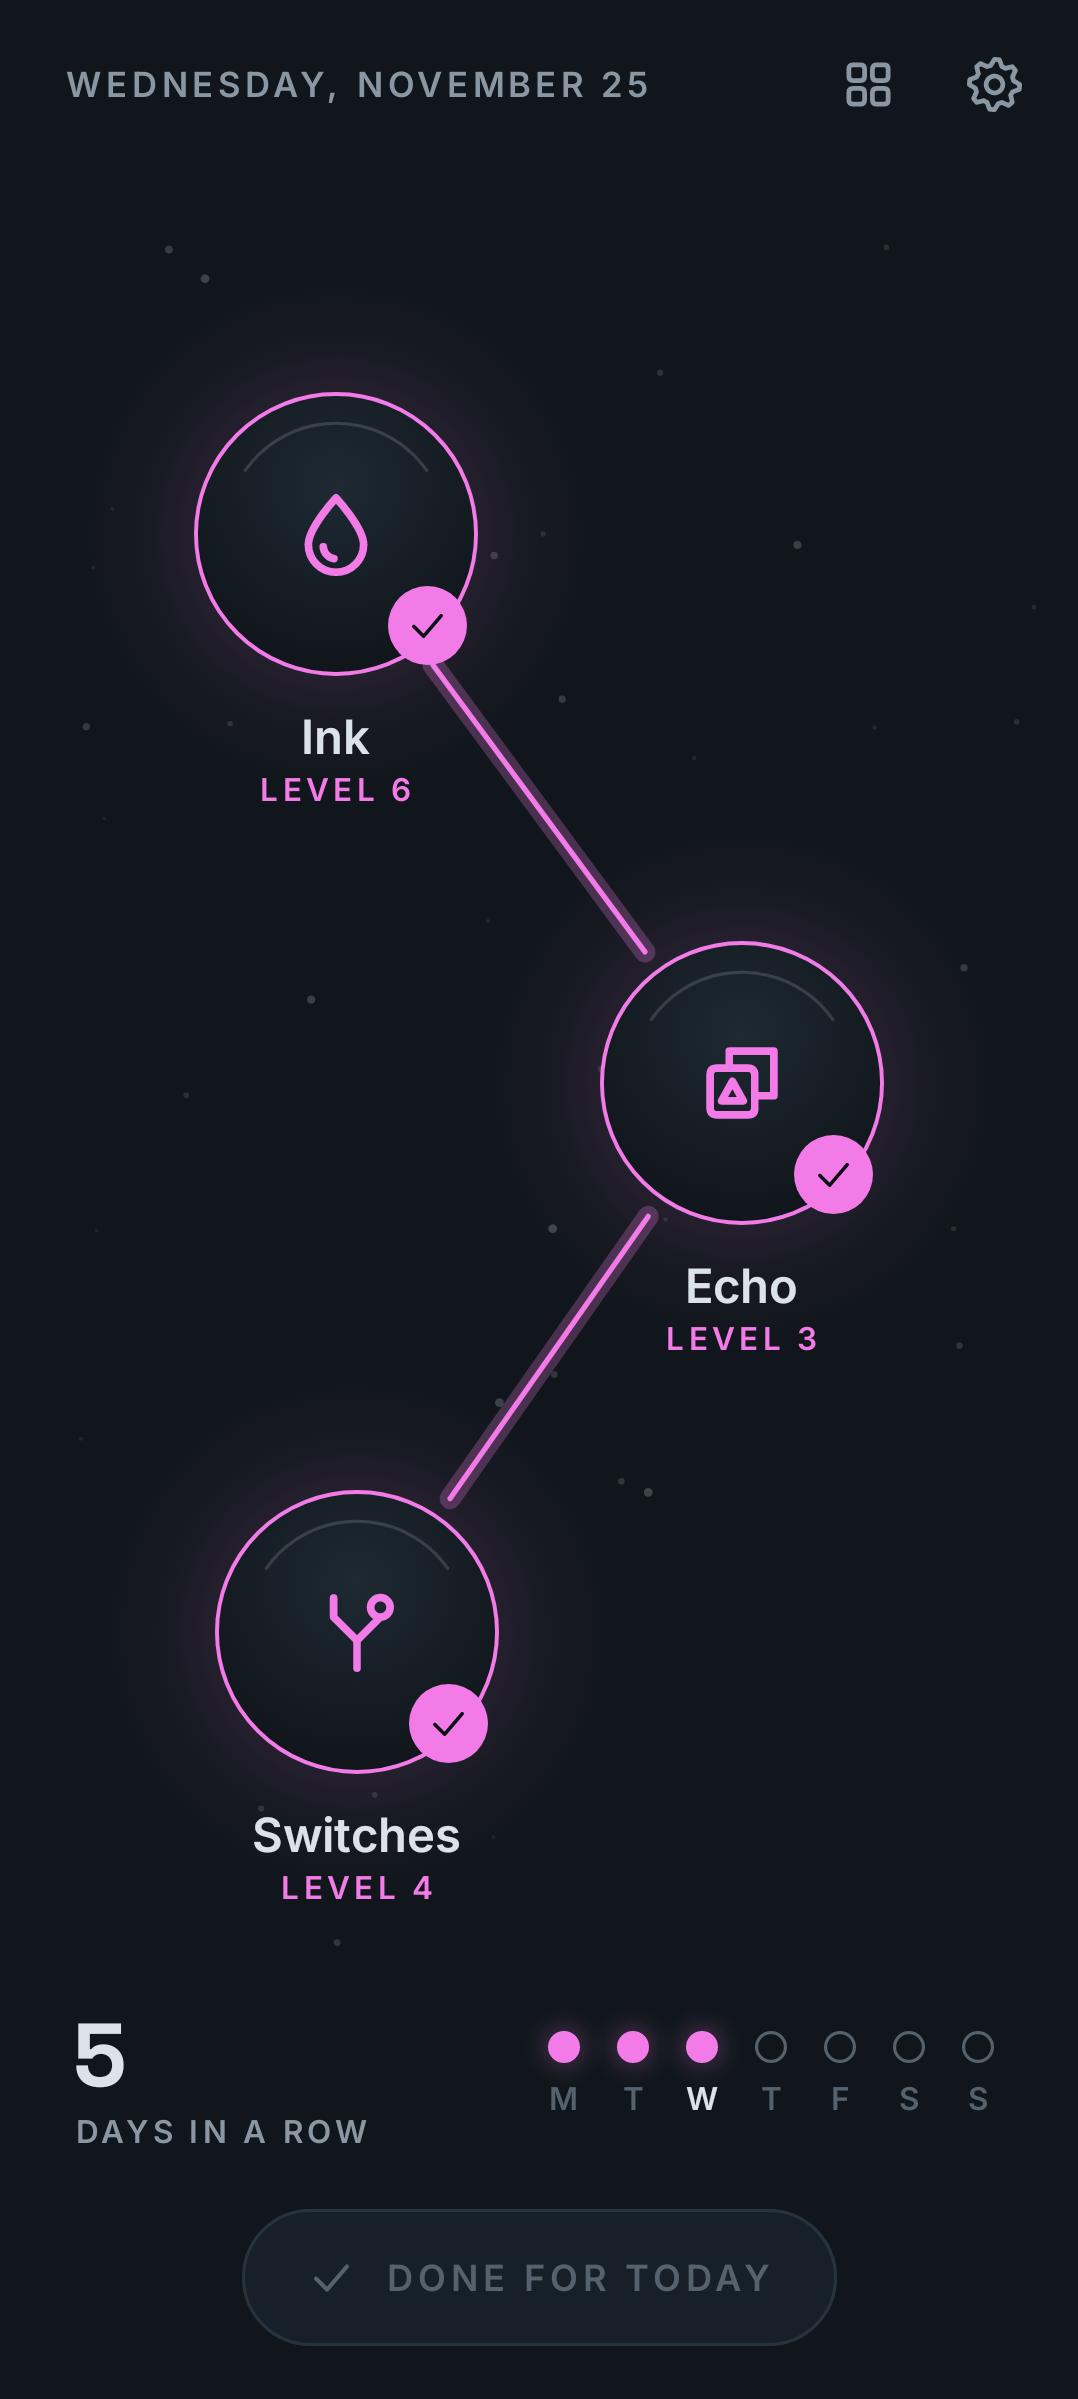 WEDNESDAY, NOVEMBER 25
Ink
LEVEL 6
Echo
LEVEL 3
Switches
LEVEL 4
5
DAYS IN A ROW
M T W T F S S
DONE FOR TODAY